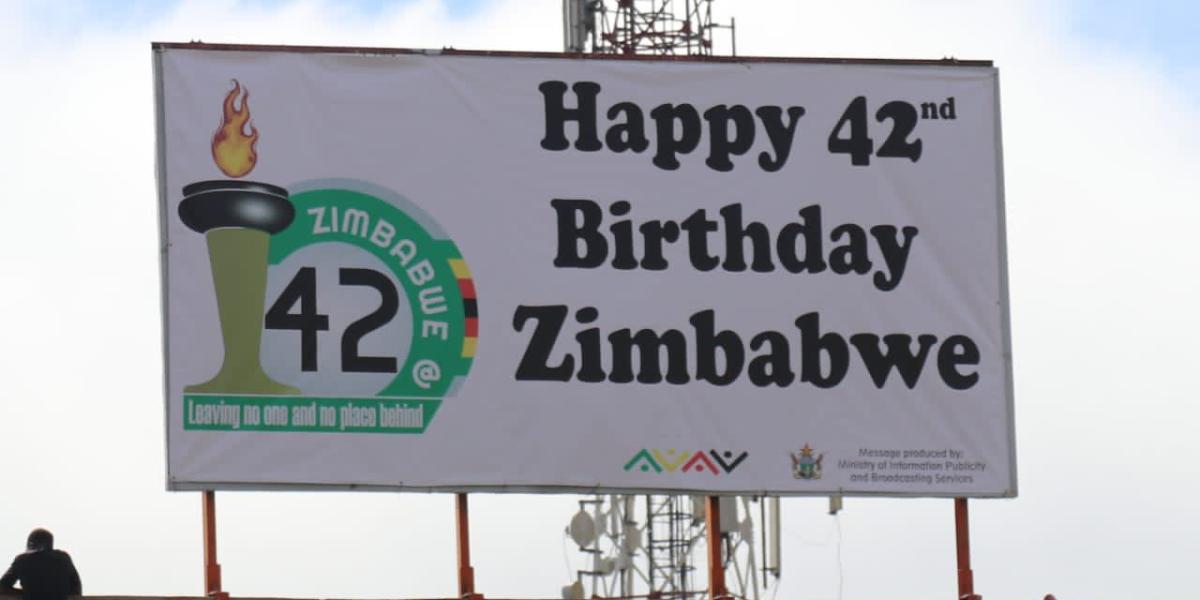 Happy 42nd
Birthday
Zimbabwe
ZIMBABWE @
42
Leaving no one and no place behind
Message produced by:
Ministry of Information Publicity
and Broadcasting Services